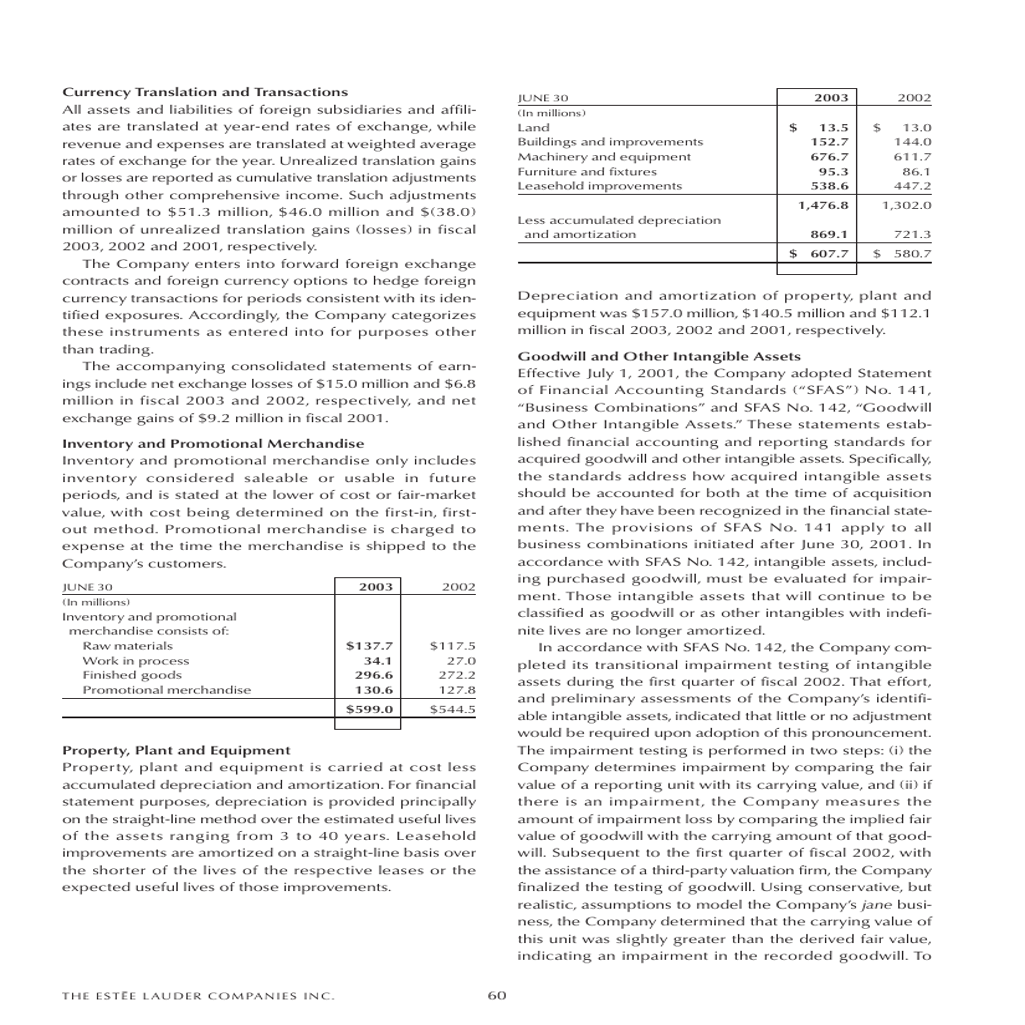 Currency Translation and Transactions
All assets and liabilities of foreign subsidiaries and affili-
ates are translated at year-end rates of exchange, while
revenue and expenses are translated at weighted average
rates of exchange for the year. Unrealized translation gains
or losses are reported as cumulative translation adjustments
through other comprehensive income. Such adjustments
amounted to $51.3 million, $46.0 million and $(38.0)
million of unrealized translation gains (losses) in fiscal
2003, 2002 and 2001, respectively.
The Company enters into forward foreign exchange
contracts and foreign currency options to hedge foreign
currency transactions for periods consistent with its iden-
tified exposures. Accordingly, the Company categorizes
these instruments as entered into for purposes other
than trading.
The accompanying consolidated statements of earn-
ings include net exchange losses of $15.0 million and $6.8
million in fiscal 2003 and 2002, respectively, and net
exchange gains of $9.2 million in fiscal 2001.
Inventory and Promotional Merchandise
Inventory and promotional merchandise only includes
inventory considered saleable or usable in future
periods, and is stated at the lower of cost or fair-market
value, with cost being determined on the first-in, first-
out method. Promotional merchandise is charged to
expense at the time the merchandise is shipped to the
Company's customers.
JUNE 30 2003 2002
(In millions)
Inventory and promotional
merchandise consists of:
Raw materials $137.7 $117.5
Work in process 34.1 27.0
Finished goods 296.6 272.2
Promotional merchandise 130.6 127.8
$599.0 $544.5
Property, Plant and Equipment
Property, plant and equipment is carried at cost less
accumulated depreciation and amortization. For financial
statement purposes, depreciation is provided principally
on the straight-line method over the estimated useful lives
of the assets ranging from 3 to 40 years. Leasehold
improvements are amortized on a straight-line basis over
the shorter of the lives of the respective leases or the
expected useful lives of those improvements.
JUNE 30 2003 2002
(In millions)
Land $ 13.5 $ 13.0
Buildings and improvements 152.7 144.0
Machinery and equipment 676.7 611.7
Furniture and fixtures 95.3 86.1
Leasehold improvements 538.6 447.2
1,476.8 1,302.0
Less accumulated depreciation
and amortization 869.1 721.3
$ 607.7 $ 580.7
Depreciation and amortization of property, plant and
equipment was $157.0 million, $140.5 million and $112.1
million in fiscal 2003, 2002 and 2001, respectively.
Goodwill and Other Intangible Assets
Effective July 1, 2001, the Company adopted Statement
of Financial Accounting Standards (“SFAS”) No. 141,
“Business Combinations” and SFAS No. 142, “Goodwill
and Other Intangible Assets.” These statements estab-
lished financial accounting and reporting standards for
acquired goodwill and other intangible assets. Specifically,
the standards address how acquired intangible assets
should be accounted for both at the time of acquisition
and after they have been recognized in the financial state-
ments. The provisions of SFAS No. 141 apply to all
business combinations initiated after June 30, 2001. In
accordance with SFAS No. 142, intangible assets, includ-
ing purchased goodwill, must be evaluated for impair-
ment. Those intangible assets that will continue to be
classified as goodwill or as other intangibles with indefi-
nite lives are no longer amortized.
In accordance with SFAS No. 142, the Company com-
pleted its transitional impairment testing of intangible
assets during the first quarter of fiscal 2002. That effort,
and preliminary assessments of the Company's identifi-
able intangible assets, indicated that little or no adjustment
would be required upon adoption of this pronouncement.
The impairment testing is performed in two steps: (i) the
Company determines impairment by comparing the fair
value of a reporting unit with its carrying value, and (ii) if
there is an impairment, the Company measures the
amount of impairment loss by comparing the implied fair
value of goodwill with the carrying amount of that good-
will. Subsequent to the first quarter of fiscal 2002, with
the assistance of a third-party valuation firm, the Company
finalized the testing of goodwill. Using conservative, but
realistic, assumptions to model the Company's jane busi-
ness, the Company determined that the carrying value of
this unit was slightly greater than the derived fair value,
indicating an impairment in the recorded goodwill. To
THE ESTĒE LAUDER COMPANIES INC. 60